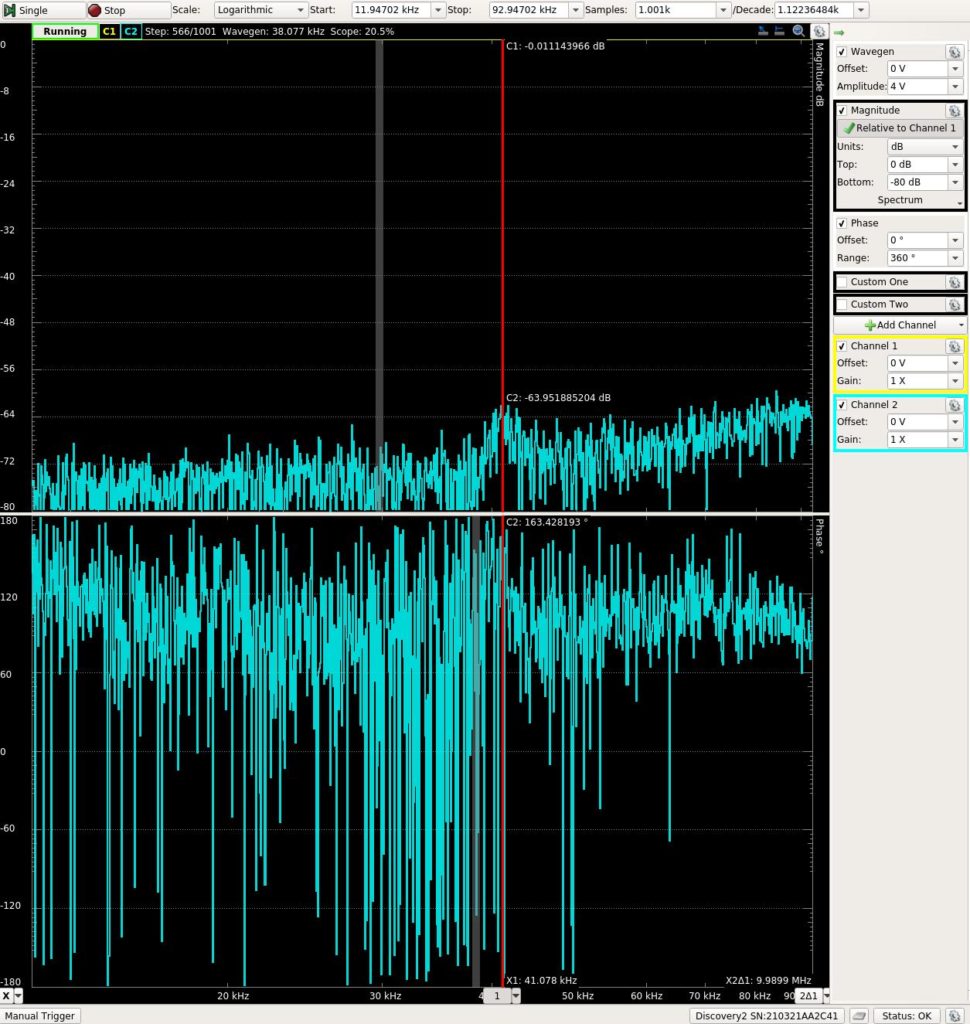 Single Stop Scale: Logarithmic Start: 11.94702 kHz Stop: 92.94702 kHz Samples: 1.001k /Decade: 1.12236484k
Running C1 C2 Step: 566/1001 Wavegen: 38.077 kHz Scope: 20.5%
C1: -0.011143966 dB
Magnitude dB
0
-8
-16
-24
-32
-40
-48
-56
-64
-72
-80
C2: -63.951885204 dB
C2: 163.428193 °
Phase °
180
120
60
0
-60
-120
-180
X1: 41.078 kHz X2Δ1: 9.9899 MHz
X 20 kHz 30 kHz 4 1 50 kHz 60 kHz 70 kHz 80 kHz 90 2Δ1
Wavegen
Offset: 0 V
Amplitude: 4 V
Magnitude
Relative to Channel 1
Units: dB
Top: 0 dB
Bottom: -80 dB
Spectrum
Phase
Offset: 0 °
Range: 360 °
Custom One
Custom Two
Add Channel
Channel 1
Offset: 0 V
Gain: 1 X
Channel 2
Offset: 0 V
Gain: 1 X
Manual Trigger Discovery2 SN:210321AA2C41 Status: OK